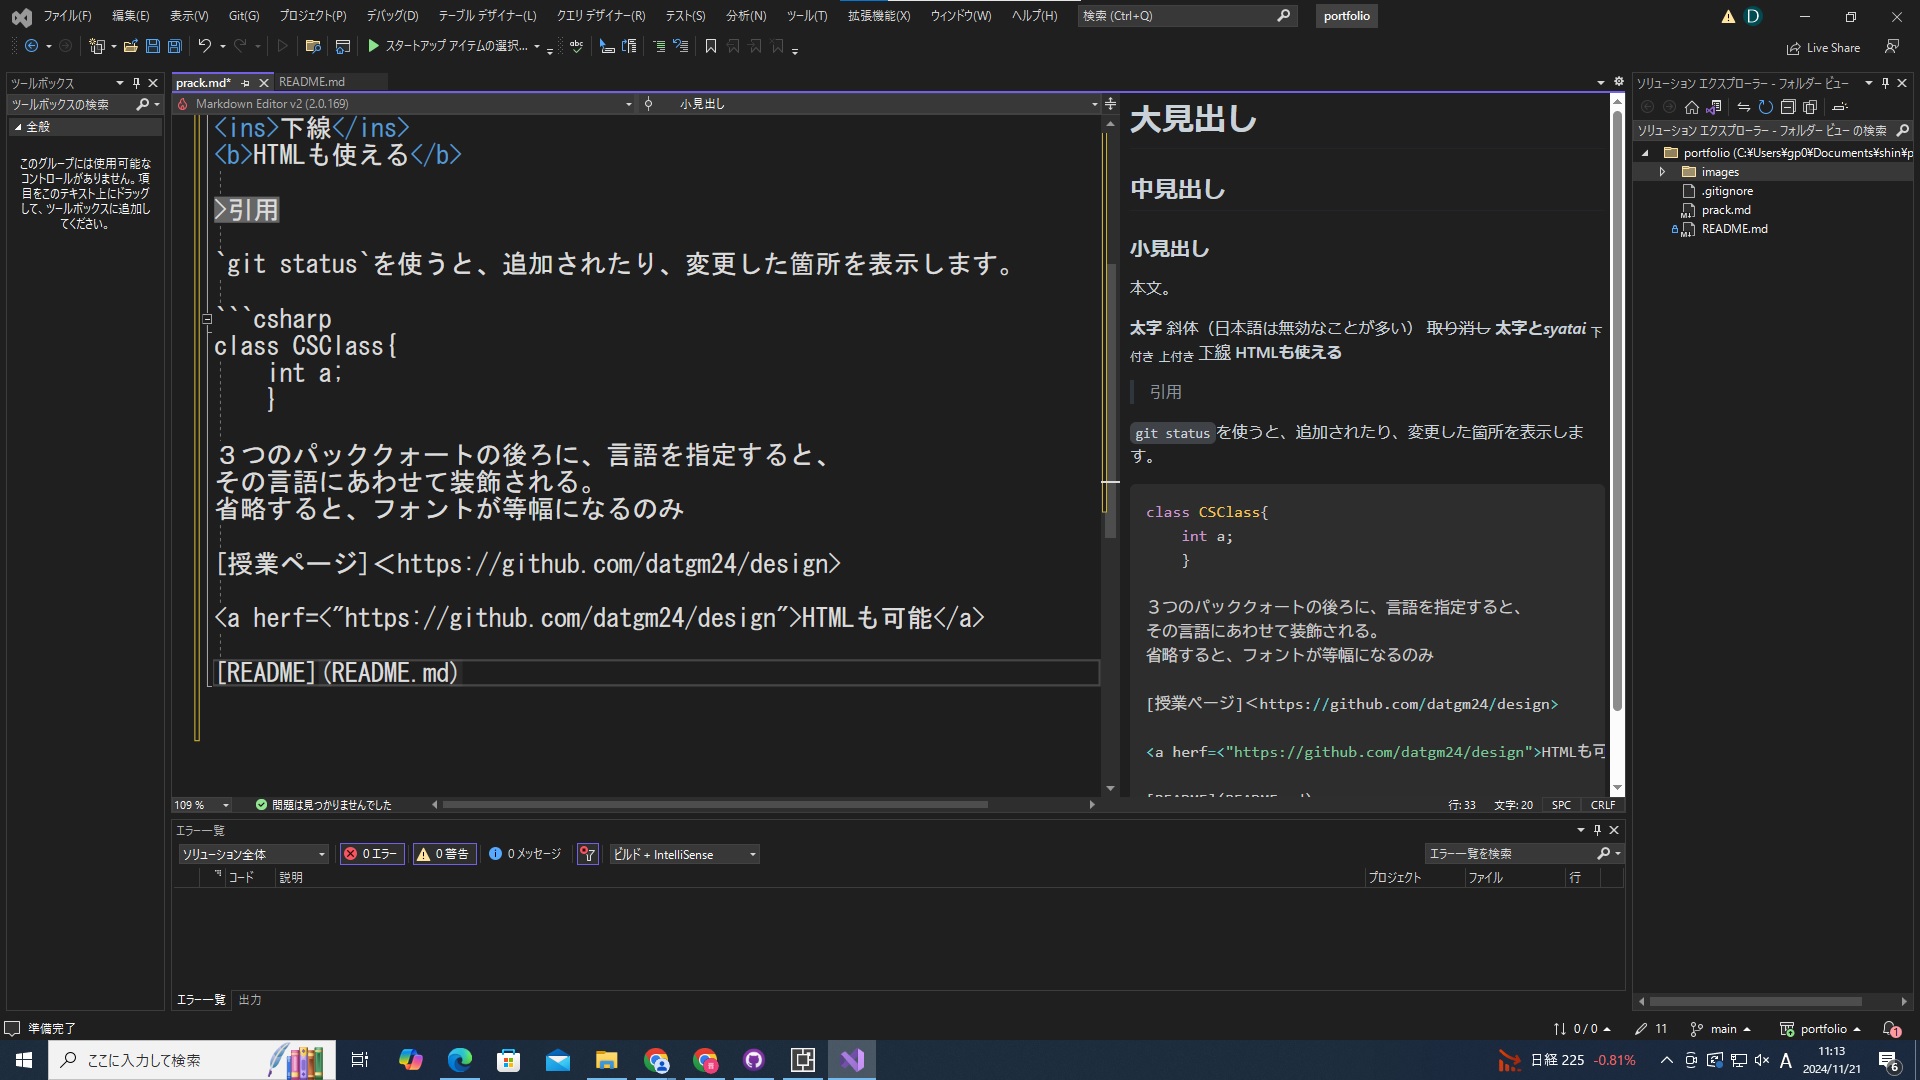 ファイル(F) 編集(E) 表示(V) Git(G) プロジェクト(P) デバッグ(D) テーブル デザイナー(L) クエリ デザイナー(R) テスト(S) 分析(N) ツール(T) 拡張機能(X) ウィンドウ(W) ヘルプ(H) 検索 (Ctrl+Q) portfolio
スタートアップ アイテムの選択... Live Share
ツールボックス
ツールボックスの検索
全般
このグループには使用可能な
コントロールがありません。項
目をこのテキスト上にドラッグ
して、ツールボックスに追加し
てください。
prack.md* README.md
Markdown Editor v2 (2.0.169) 小見出し
<ins>下線</ins>
<b>HTMLも使える</b>
>引用
`git status`を使うと、追加されたり、変更した箇所を表示します。
```csharp
class CSClass{
int a;
}
３つのパッククォートの後ろに、言語を指定すると、
その言語にあわせて装飾される。
省略すると、フォントが等幅になるのみ
[授業ページ]＜https://github.com/datgm24/design>
<a herf=<"https://github.com/datgm24/design">HTMLも可能</a>
[README](README.md)
109 % 問題は見つかりませんでした 行: 33 文字: 20 SPC CRLF
大見出し
中見出し
小見出し
本文。
太字 斜体（日本語は無効なことが多い） 取り消し 太字とsyatai 下
付き 上付き 下線 HTMLも使える
引用
git statusを使うと、追加されたり、変更した箇所を表示しま
す。
class CSClass{
int a;
}
３つのパッククォートの後ろに、言語を指定すると、
その言語にあわせて装飾される。
省略すると、フォントが等幅になるのみ
[授業ページ]＜https://github.com/datgm24/design>
<a herf=<"https://github.com/datgm24/design">HTMLも可
ソリューション エクスプローラー - フォルダー ビュー
ソリューション エクスプローラー - フォルダー ビュー の検索
portfolio (C:¥Users¥gp0¥Documents¥shin¥p
images
.gitignore
prack.md
README.md
エラー一覧
ソリューション全体 0 エラー 0 警告 0 メッセージ ビルド + IntelliSense エラー一覧を検索
コード 説明 プロジェクト ファイル 行
エラー一覧 出力
準備完了 0 / 0 11 main portfolio 1
ここに入力して検索 日経 225 -0.81% A 11:13
2024/11/21 6